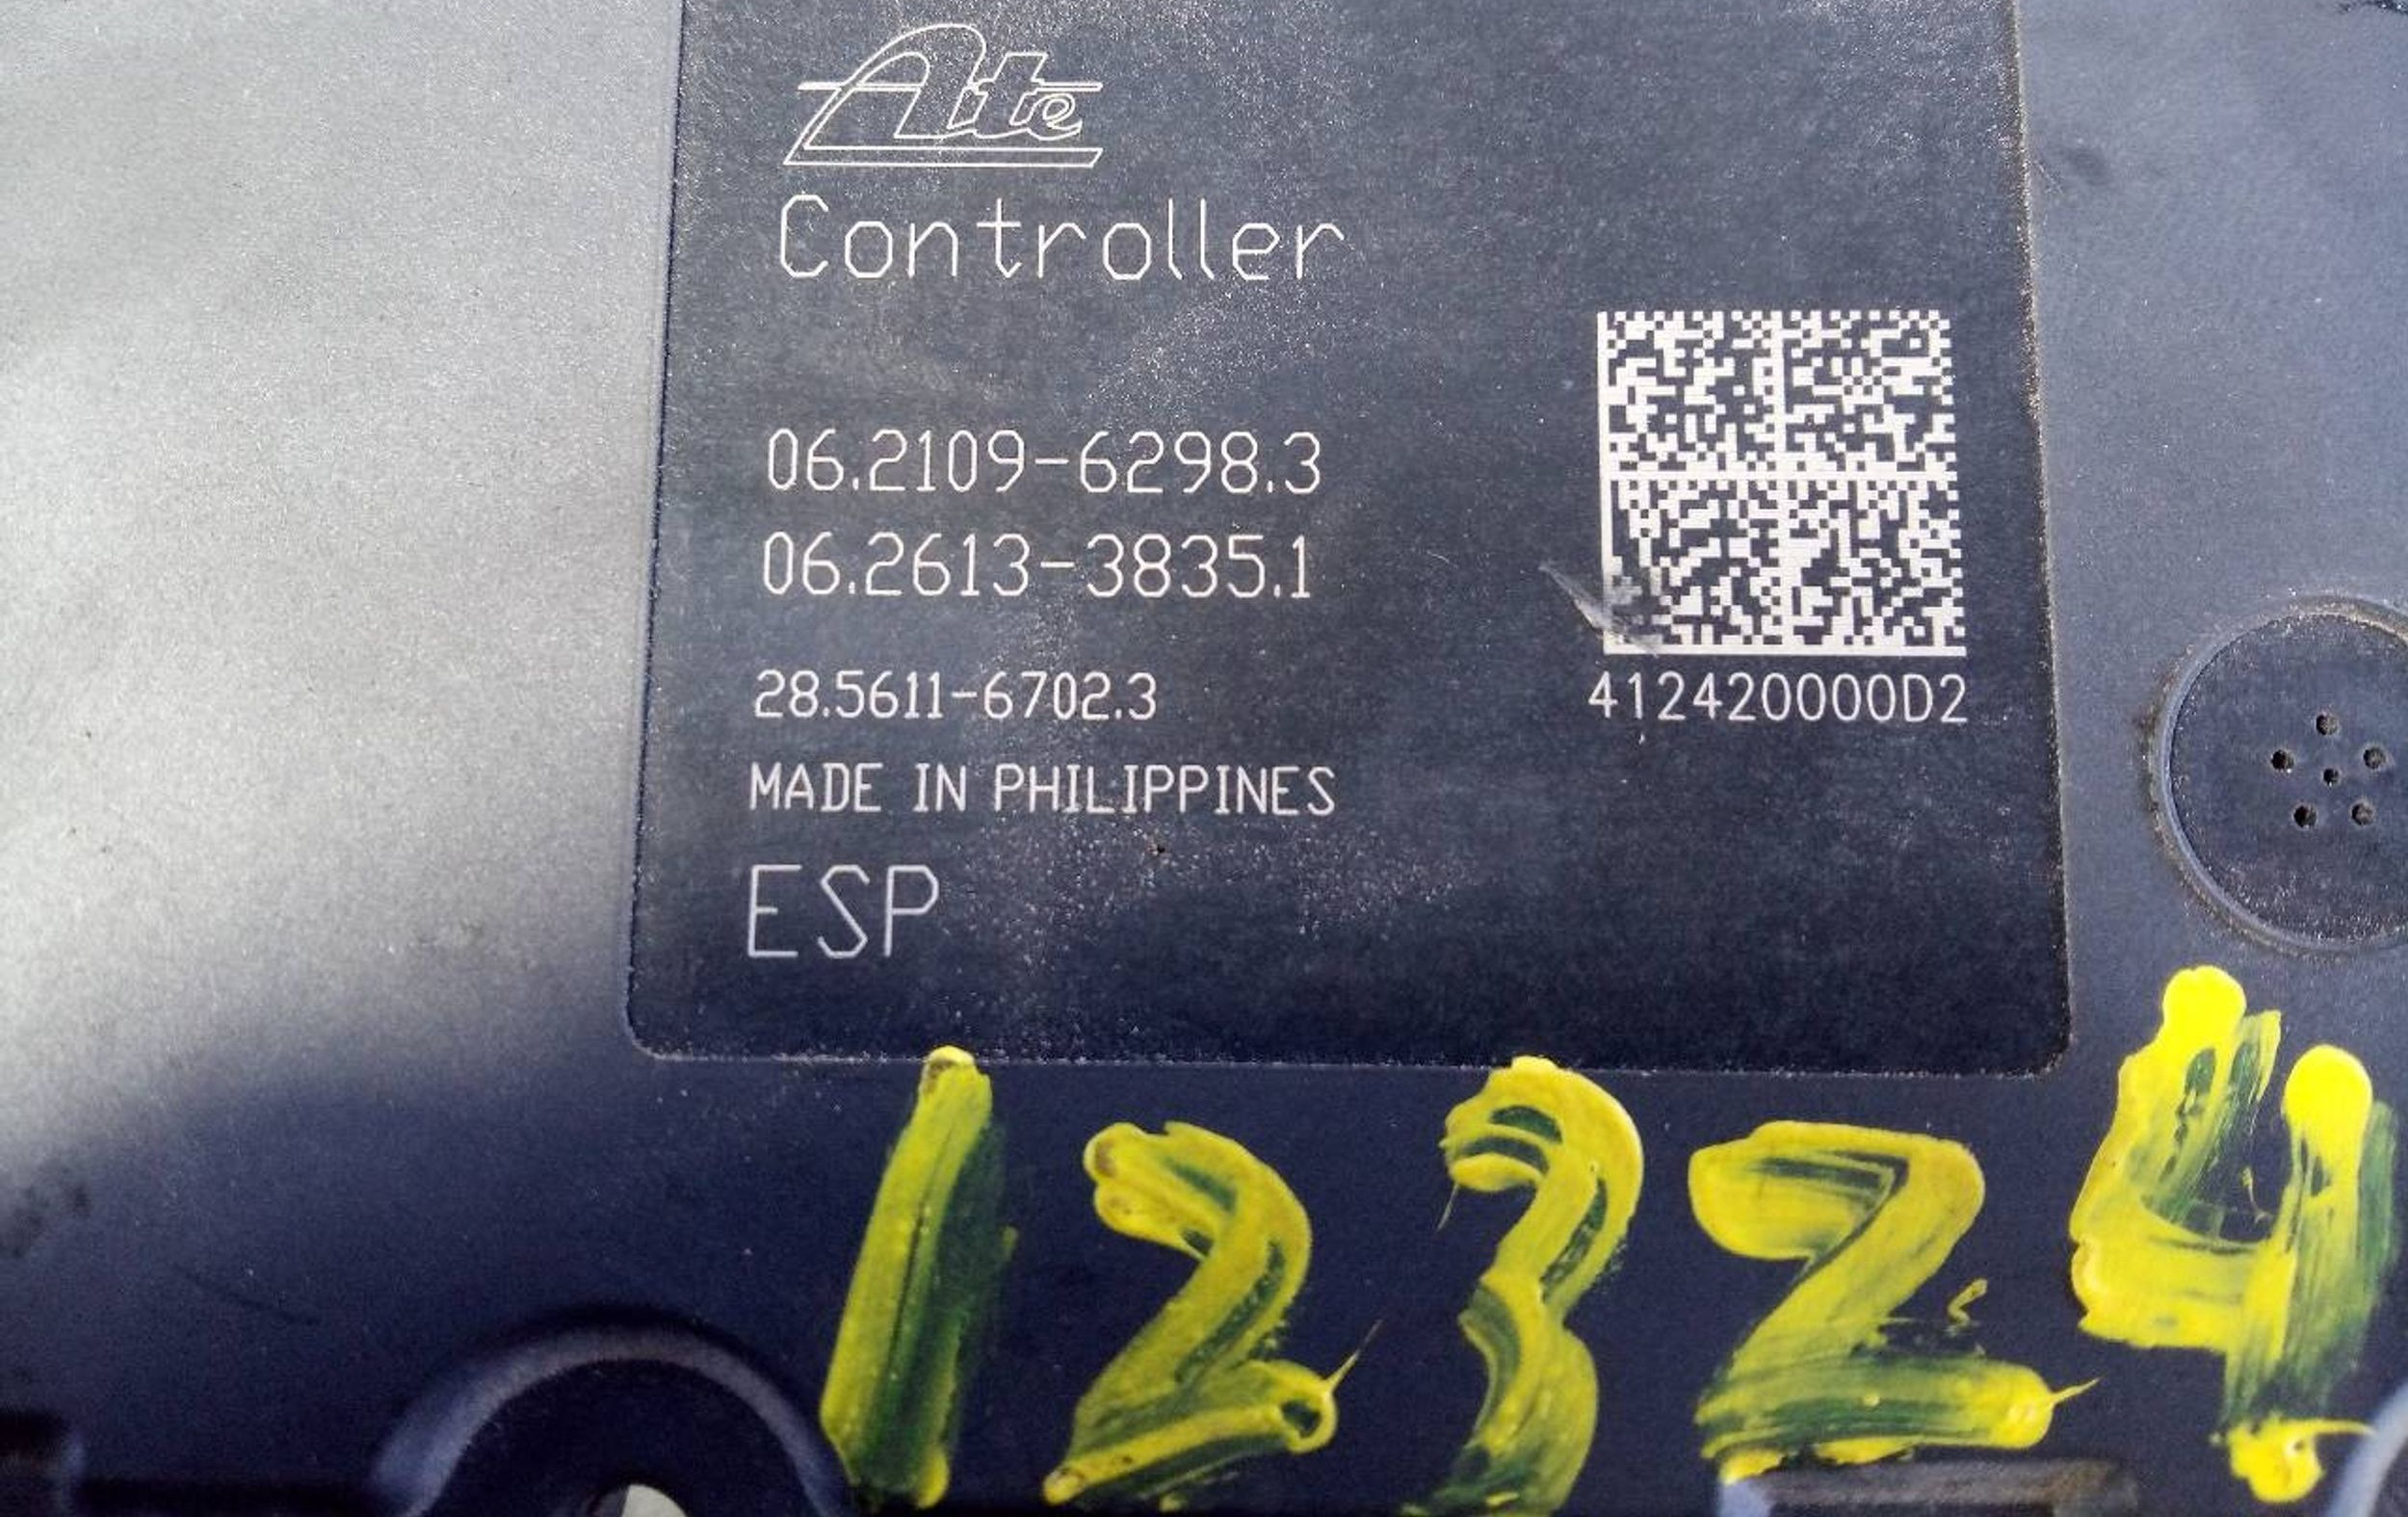 Ate
Controller
06.2109-6298.3
06.2613-3835.1
28.5611-6702.3
412420000D2
MADE IN PHILIPPINES
ESP
12324